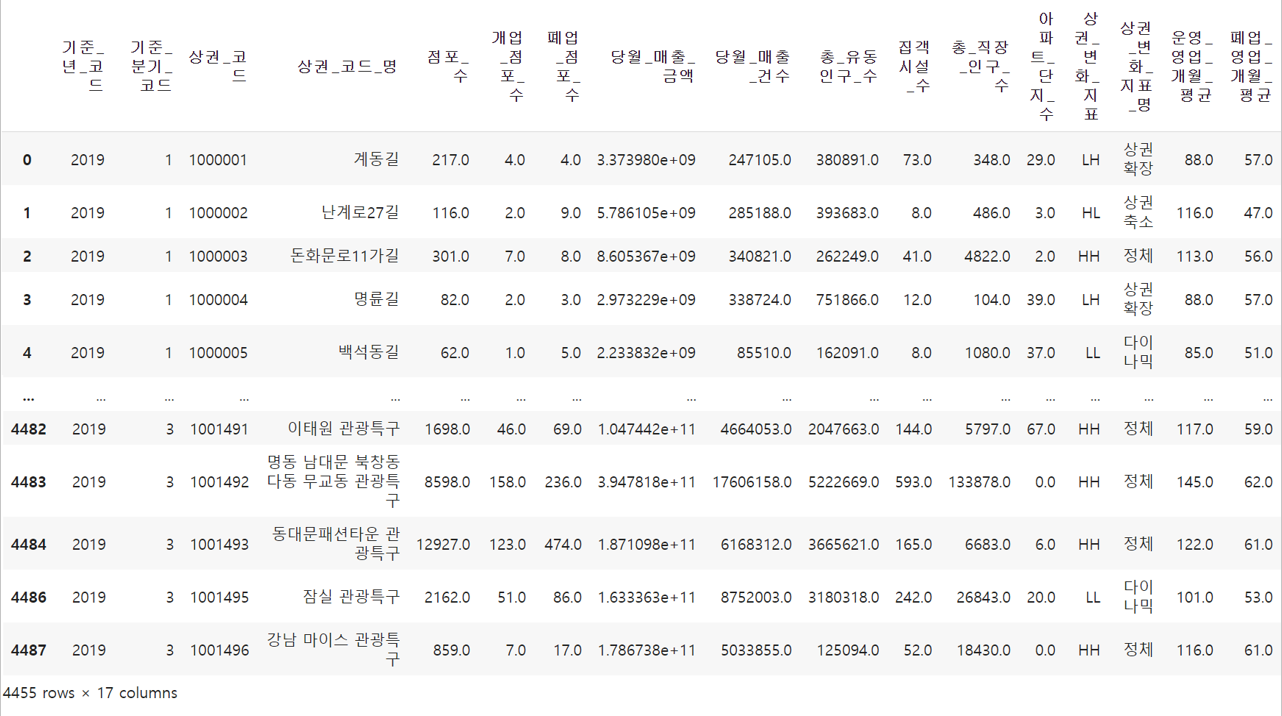 기준_년_코드 기준_분기_코드 상권_코드 상권_코드_명 점포_수 개업_점포_수 폐업_점포_수 당월_매출_금액 당월_매출_건수 총_유동인구_수 집객시설_수 총_직장_인구_수 아파트_단지_수 상권_변화_지표 상권_변화_지표_명 운영_영업_개월_평균 폐업_영업_개월_평균
0 2019 1 1000001 계동길 217.0 4.0 4.0 3.373980e+09 247105.0 380891.0 73.0 348.0 29.0 LH 상권확장 88.0 57.0
1 2019 1 1000002 난계로27길 116.0 2.0 9.0 5.786105e+09 285188.0 393683.0 8.0 486.0 3.0 HL 상권축소 116.0 47.0
2 2019 1 1000003 돈화문로11가길 301.0 7.0 8.0 8.605367e+09 340821.0 262249.0 41.0 4822.0 2.0 HH 정체 113.0 56.0
3 2019 1 1000004 명륜길 82.0 2.0 3.0 2.973229e+09 338724.0 751866.0 12.0 104.0 39.0 LH 상권확장 88.0 57.0
4 2019 1 1000005 백석동길 62.0 1.0 5.0 2.233832e+09 85510.0 162091.0 8.0 1080.0 37.0 LL 다이나믹 85.0 51.0
... ... ... ... ... ... ... ... ... ... ... ... ... ... ... ... ... ...
4482 2019 3 1001491 이태원 관광특구 1698.0 46.0 69.0 1.047442e+11 4664053.0 2047663.0 144.0 5797.0 67.0 HH 정체 117.0 59.0
4483 2019 3 1001492 명동 남대문 북창동 다동 무교동 관광특구 8598.0 158.0 236.0 3.947818e+11 17606158.0 5222669.0 593.0 133878.0 0.0 HH 정체 145.0 62.0
4484 2019 3 1001493 동대문패션타운 관광특구 12927.0 123.0 474.0 1.871098e+11 6168312.0 3665621.0 165.0 6683.0 6.0 HH 정체 122.0 61.0
4486 2019 3 1001495 잠실 관광특구 2162.0 51.0 86.0 1.633363e+11 8752003.0 3180318.0 242.0 26843.0 20.0 LL 다이나믹 101.0 53.0
4487 2019 3 1001496 강남 마이스 관광특구 859.0 7.0 17.0 1.786738e+11 5033855.0 125094.0 52.0 18430.0 0.0 HH 정체 116.0 61.0
4455 rows × 17 columns